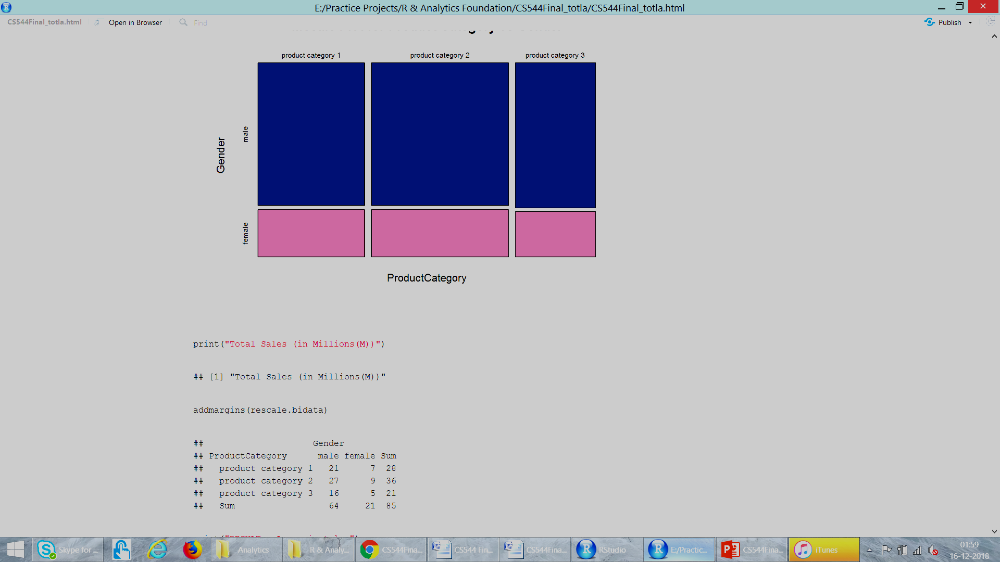 E:/Practice Projects/R & Analytics Foundation/CS544Final_totla/CS544Final_totla.html
CS544Final_totla.html
Open in Browser
Find
Publish
product category 1
product category 2
product category 3
male
Gender
female
ProductCategory
print("Total Sales (in Millions(M))")
## [1] "Total Sales (in Millions(M))"
addmargins(rescale.bidata)
## Gender
## ProductCategory male female Sum
## product category 1 21 7 28
## product category 2 27 9 36
## product category 3 16 5 21
## Sum 64 21 85
Skype for ...
Analytics
R & Analy...
CS544Fina...
CS544 Fin...
CS544Fina...
RStudio
E:/Practic...
CS544Fina...
iTunes
01:59
16-12-2018